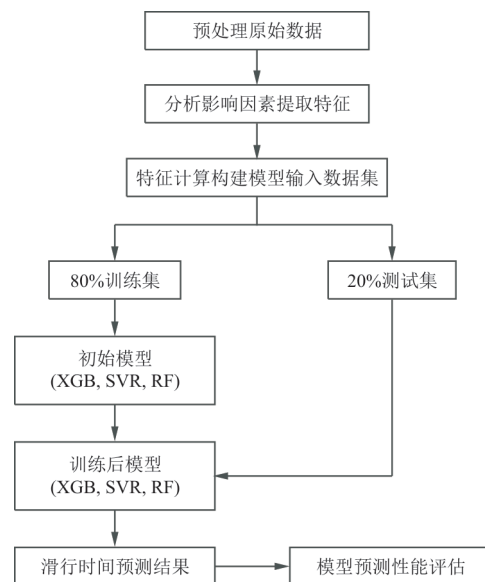 预处理原始数据
分析影响因素提取特征
特征计算构建模型输入数据集
80%训练集
20%测试集
初始模型
(XGB, SVR, RF)
训练后模型
(XGB, SVR, RF)
滑行时间预测结果
模型预测性能评估